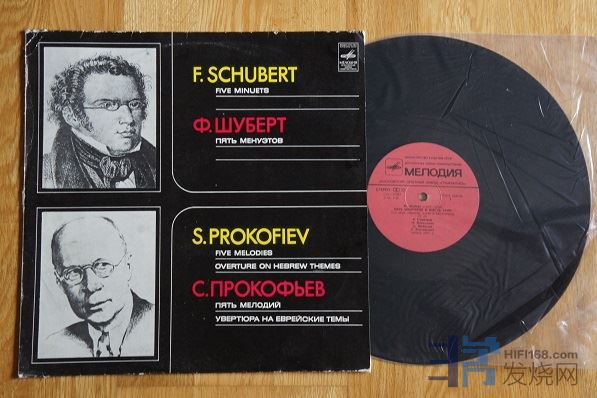 F. SCHUBERT
FIVE MINUETS
Ф. ШУБЕРТ
ПЯТЬ МЕНУЭТОВ
S. PROKOFIEV
FIVE MELODIES
OVERTURE ON HEBREW THEMES
С. ПРОКОФЬЕВ
ПЯТЬ МЕЛОДИЙ
УВЕРТЮРА НА ЕВРЕЙСКИЕ ТЕМЫ
МЕЛОДИЯ
HIFI168.com
发烧网